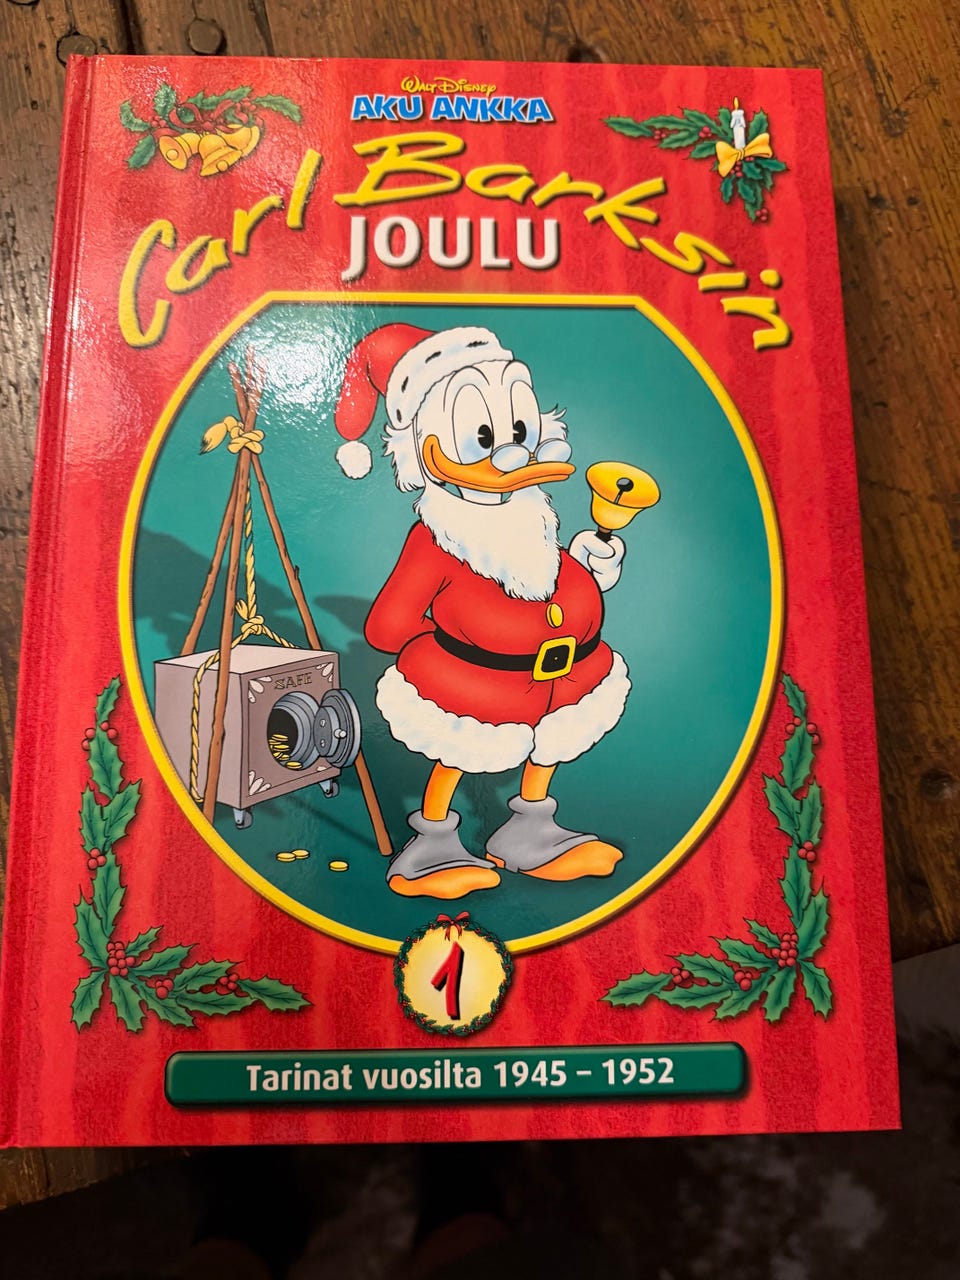 Walt Disney
AKU ANKKA
Carl Barksin
JOULU
SAFE
1
Tarinat vuosilta 1945 – 1952